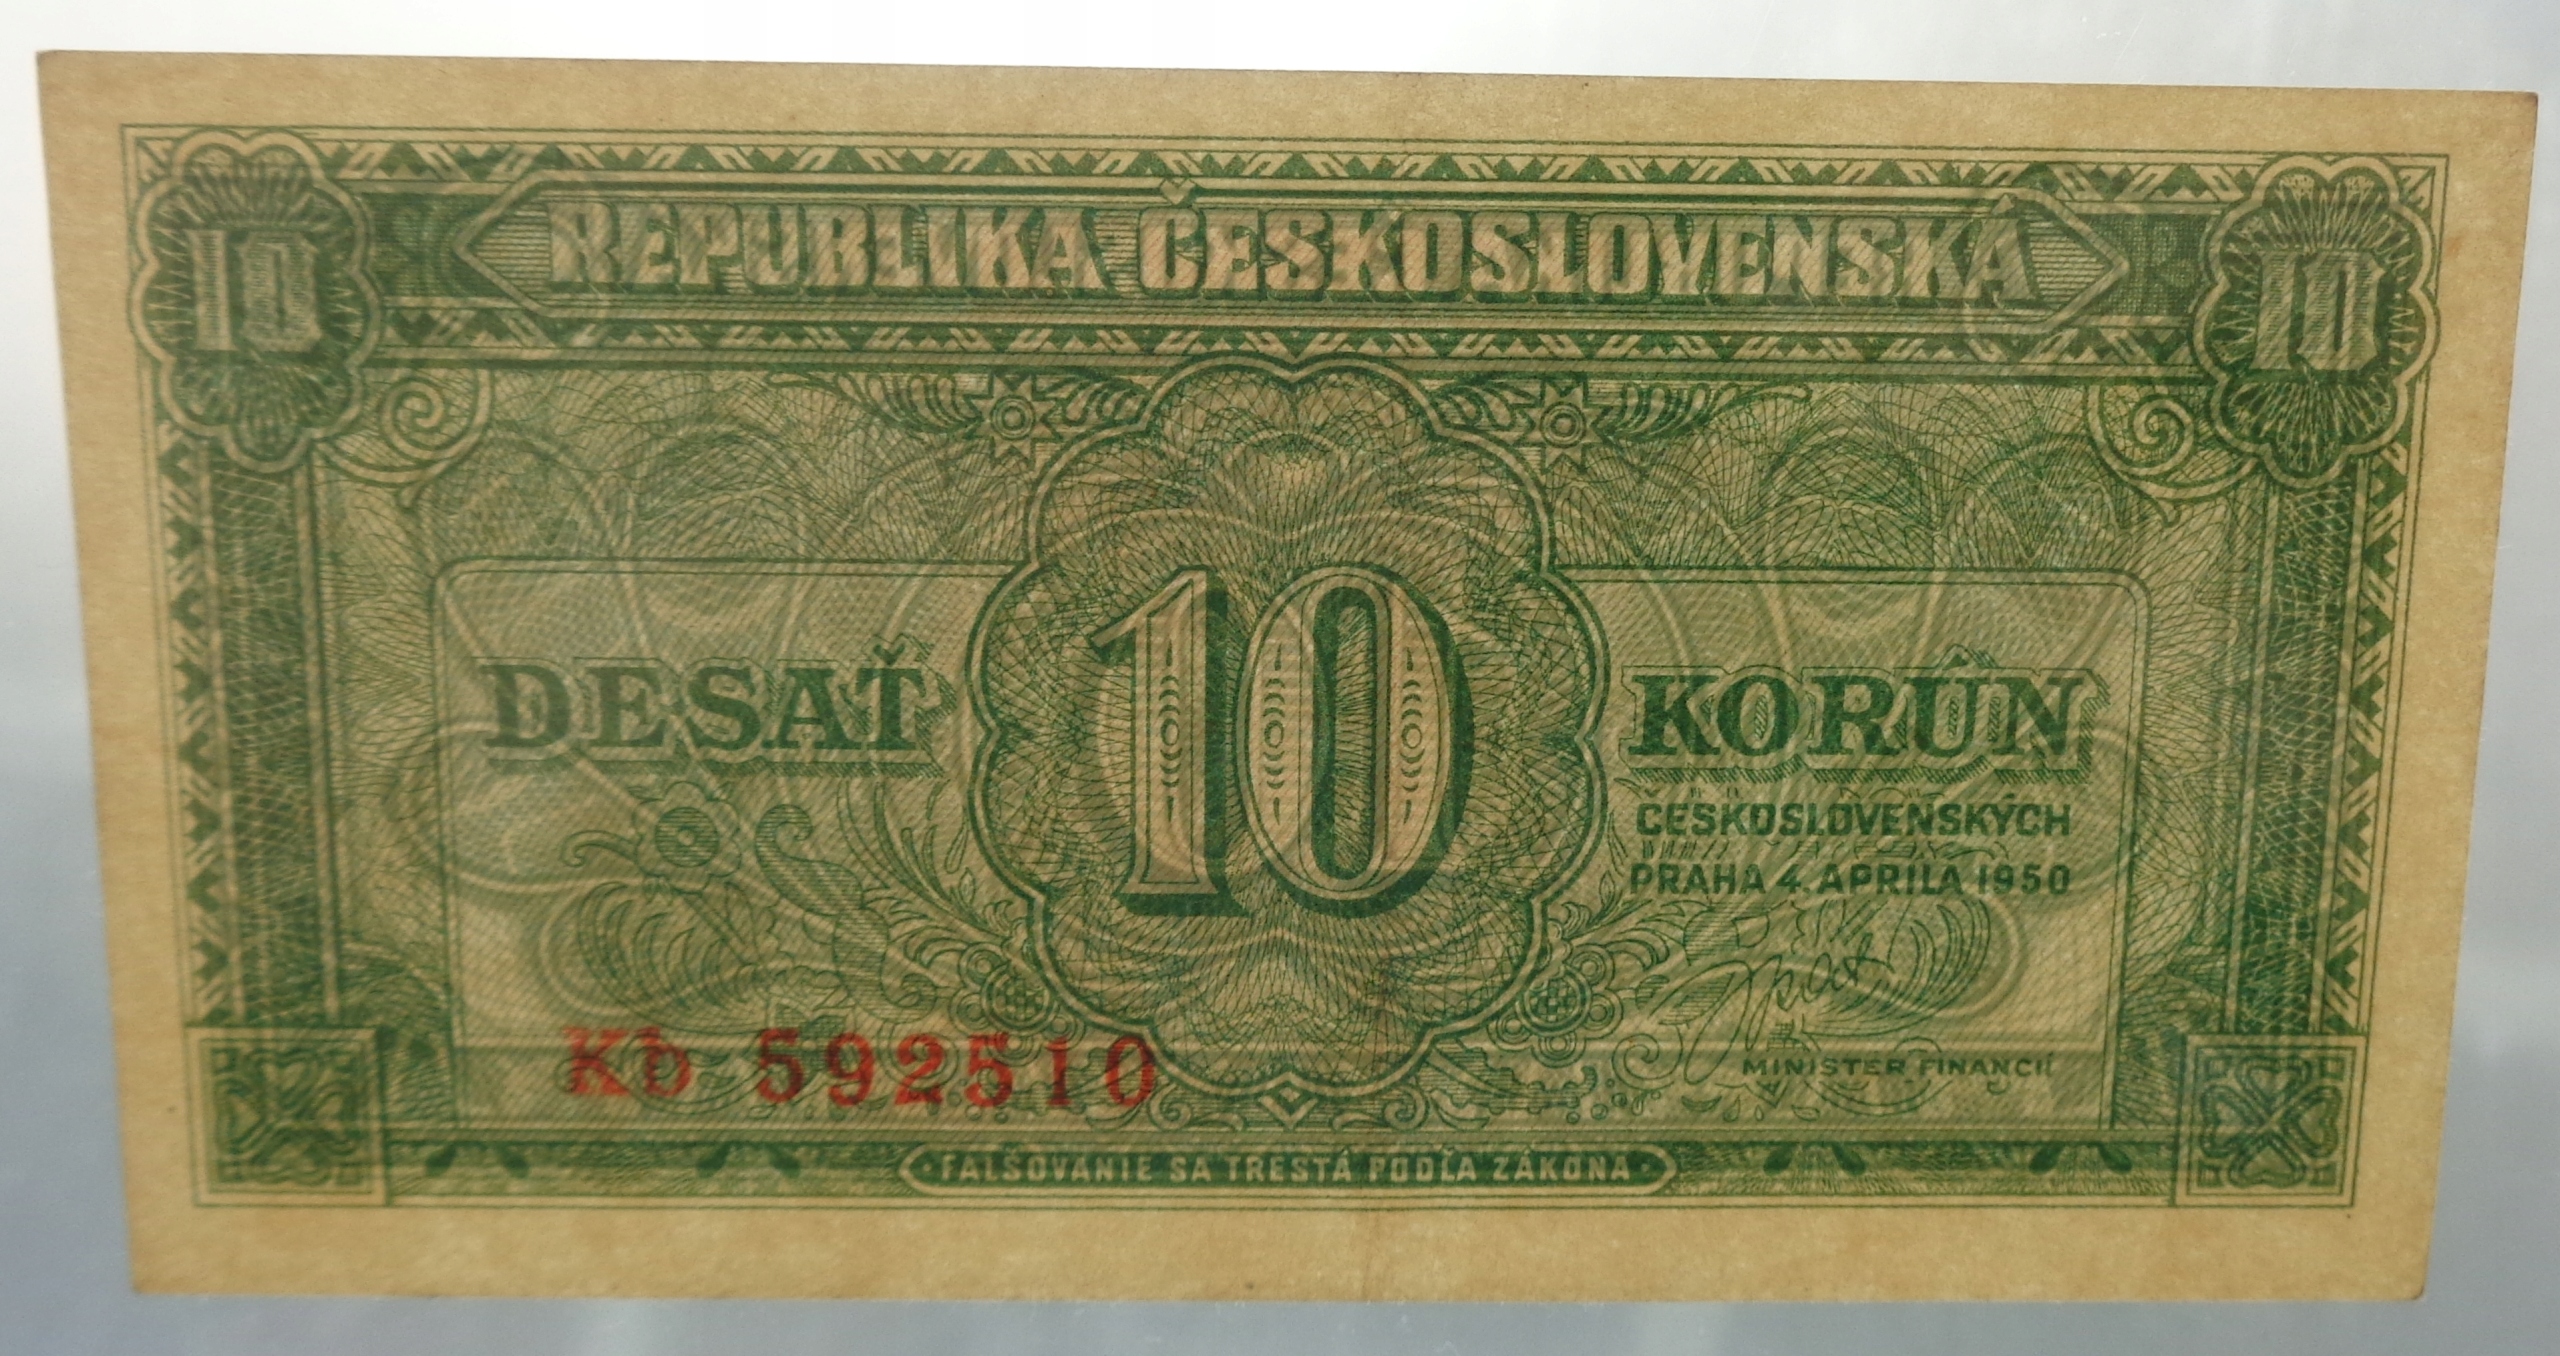 REPUBLIKA ČESKOSLOVENSKÁ
10 10
DESAŤ 10 KORÚN
ČESKOSLOVENSKÝCH
PRAHA 4. APRÍLA 1950
Kb 592510
MINISTER FINANCIÍ
· FALŠOVANIE SA TRESTÁ PODĽA ZÁKONA ·